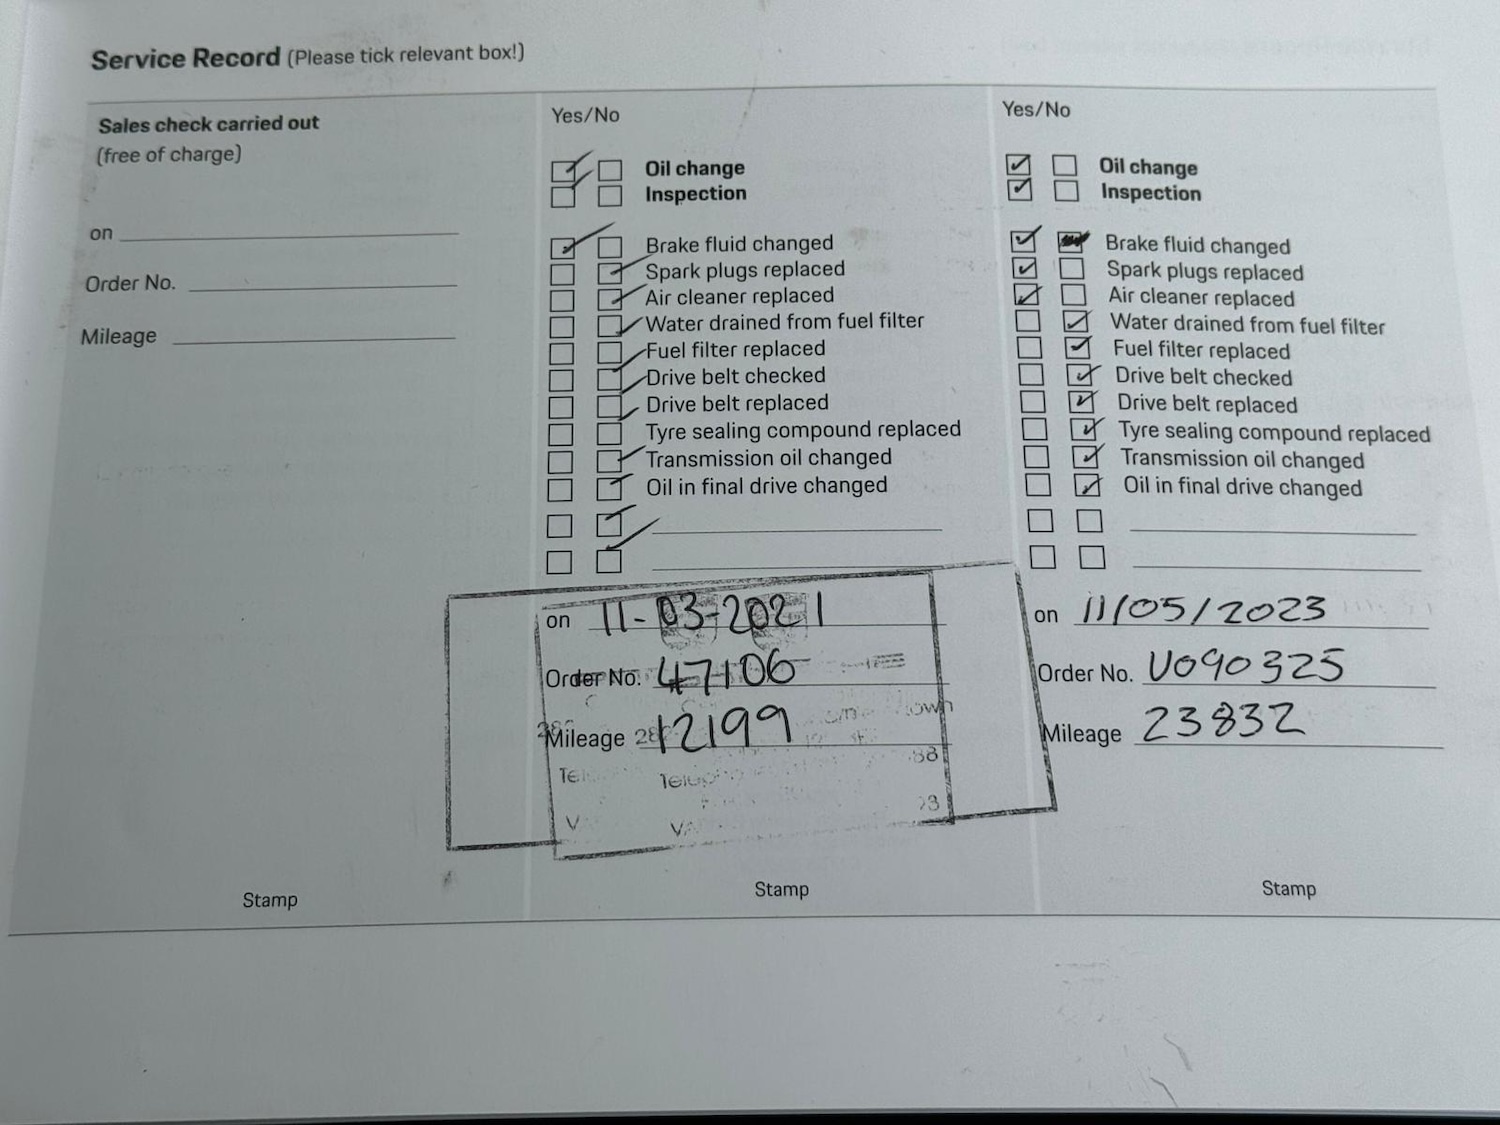 Service Record (Please tick relevant box!)
Sales check carried out
(free of charge)
on
Order No.
Mileage
Stamp
Yes/No
Oil change
Inspection
Brake fluid changed
Spark plugs replaced
Air cleaner replaced
Water drained from fuel filter
Fuel filter replaced
Drive belt checked
Drive belt replaced
Tyre sealing compound replaced
Transmission oil changed
Oil in final drive changed
on 11-03-2021
Order No. 47106
Mileage 12199
Stamp
Yes/No
Oil change
Inspection
Brake fluid changed
Spark plugs replaced
Air cleaner replaced
Water drained from fuel filter
Fuel filter replaced
Drive belt checked
Drive belt replaced
Tyre sealing compound replaced
Transmission oil changed
Oil in final drive changed
on 11/05/2023
Order No. U090325
Mileage 23832
Stamp